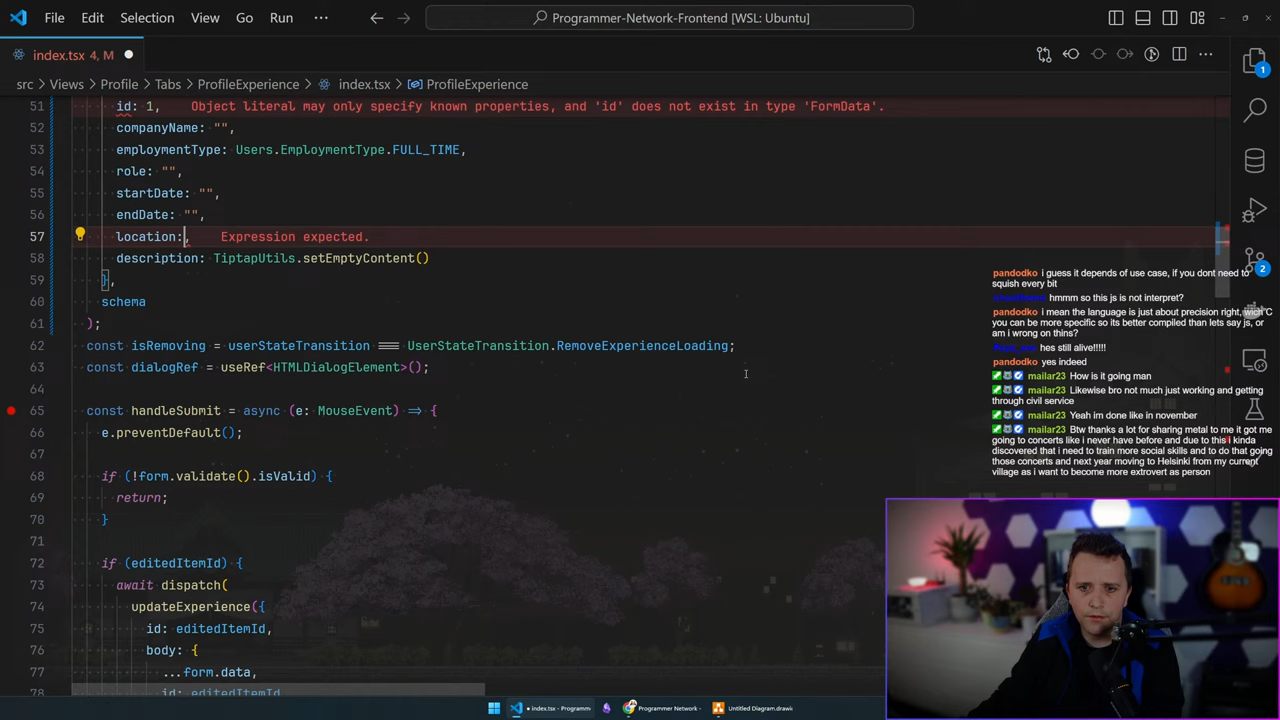 File Edit Selection View Go Run ··· Programmer-Network-Frontend [WSL: Ubuntu]
index.tsx 4, M
src > Views > Profile > Tabs > ProfileExperience > index.tsx > ProfileExperience
51 id: 1, Object Literal may only specify known properties, and 'id' does not exist in type 'FormData'.
52 companyName: "",
53 employmentType: Users.EmploymentType.FULL_TIME,
54 role: "",
55 startDate: "",
56 endDate: "",
57 location:, Expression expected.
58 description: TiptapUtils.setEmptyContent()
59 },
60 schema
61 );
62 const isRemoving = userStateTransition === UserStateTransition.RemoveExperienceLoading;
63 const dialogRef = useRef<HTMLDialogElement>();
64
65 const handleSubmit = async (e: MouseEvent) => {
66 e.preventDefault();
67
68 if (!form.validate().isValid) {
69 return;
70 }
71
72 if (editedItemId) {
73 await dispatch(
74 updateExperience({
75 id: editedItemId,
76 body: {
77 ...form.data,
78 id: editedItemId
1
2
pandodko i guess it depends of use case, if you dont need to
squish every bit
hmmm so this js is not interpret?
pandodko i mean the language is just about precision right, wich C
you can be more specific so its better compiled than lets say js, or
am i wrong on thins?
hes still alive!!!!!
pandodko yes indeed
mailar23 How is it going man
mailar23 Likewise bro not much just working and getting
through civil service
mailar23 Yeah im done like in november
mailar23 Btw thanks a lot for sharing metal to me it got me
going to concerts like i never have before and due to this i kinda
discovered that i need to train more social skills and to do that going
those concerts and next year moving to Helsinki from my current
village as i want to become more extrovert as person
index.tsx - Programm
Programmer Network -
Untitled Diagram.drawi